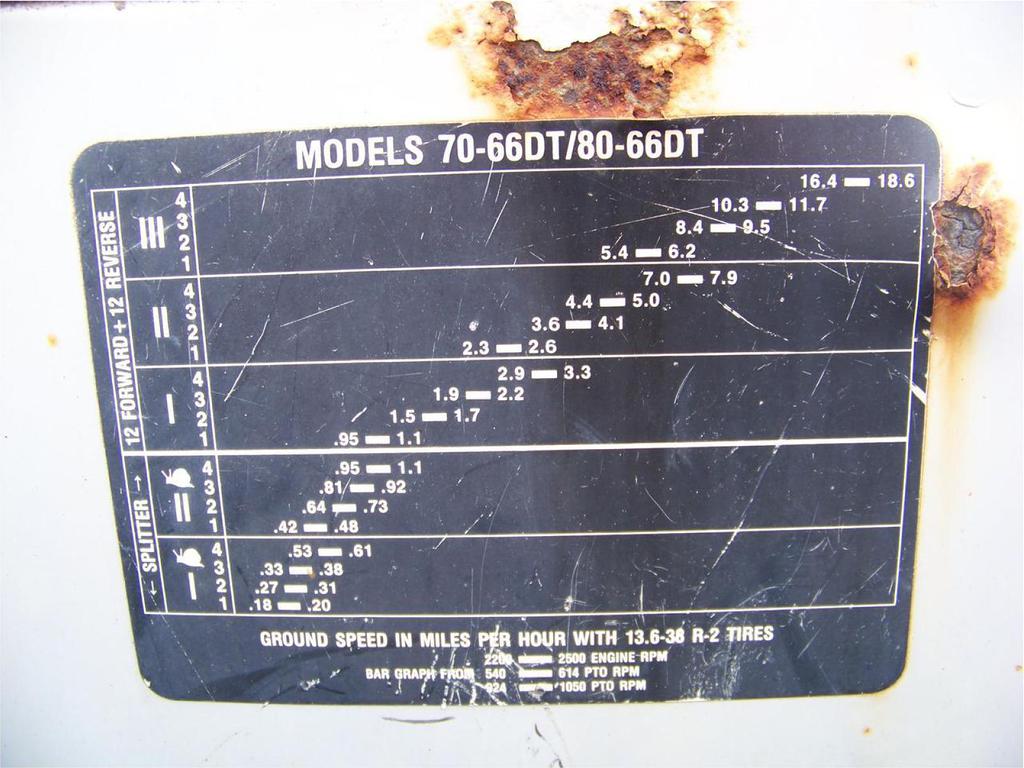 MODELS 70-66DT/80-66DT
12 FORWARD + 12 REVERSE
III
4 16.4 18.6
3 10.3 11.7
2 8.4 9.5
1 5.4 6.2
II
4 7.0 7.9
3 4.4 5.0
2 3.6 4.1
1 2.3 2.6
I
4 2.9 3.3
3 1.9 2.2
2 1.5 1.7
1 .95 1.1
← SPLITTER →
II
4 .95 1.1
3 .81 .92
2 .64 .73
1 .42 .48
I
4 .53 .61
3 .33 .38
2 .27 .31
1 .18 .20
GROUND SPEED IN MILES PER HOUR WITH 13.6-38 R-2 TIRES
2200 2500 ENGINE RPM
BAR GRAPH FROM 540 614 PTO RPM
924 1050 PTO RPM